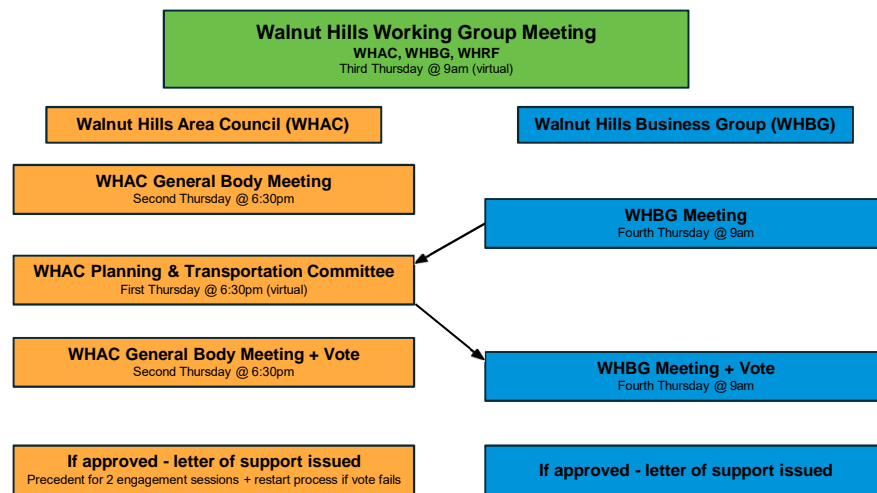 Walnut Hills Working Group Meeting
WHAC, WHBG, WHRF
Third Thursday @ 9am (virtual)
Walnut Hills Area Council (WHAC)
Walnut Hills Business Group (WHBG)
WHAC General Body Meeting
Second Thursday @ 6:30pm
WHBG Meeting
Fourth Thursday @ 9am
WHAC Planning & Transportation Committee
First Thursday @ 6:30pm (virtual)
WHAC General Body Meeting + Vote
Second Thursday @ 6:30pm
WHBG Meeting + Vote
Fourth Thursday @ 9am
If approved - letter of support issued
Precedent for 2 engagement sessions + restart process if vote fails
If approved - letter of support issued